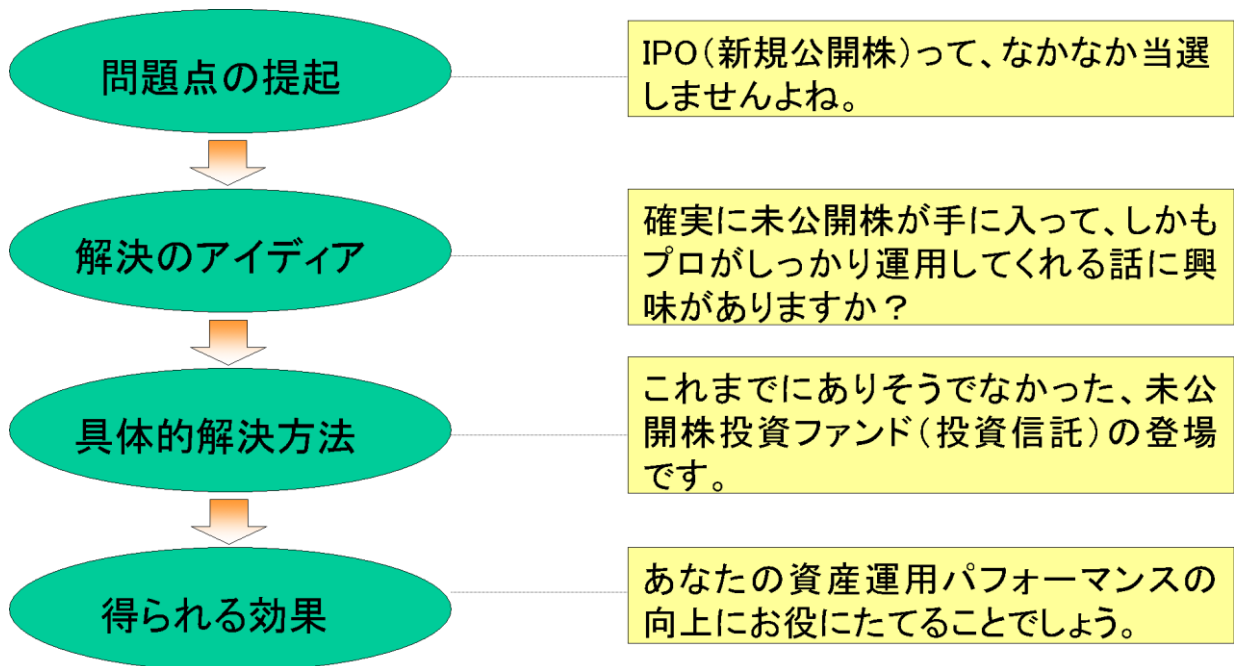 問題点の提起
IPO(新規公開株)って、なかなか当選
しませんよね。
解決のアイディア
確実に未公開株が手に入って、しかも
プロがしっかり運用してくれる話に興
味がありますか？
具体的解決方法
これまでにありそうでなかった、未公
開株投資ファンド(投資信託)の登場
です。
得られる効果
あなたの資産運用パフォーマンスの
向上にお役にたてることでしょう。